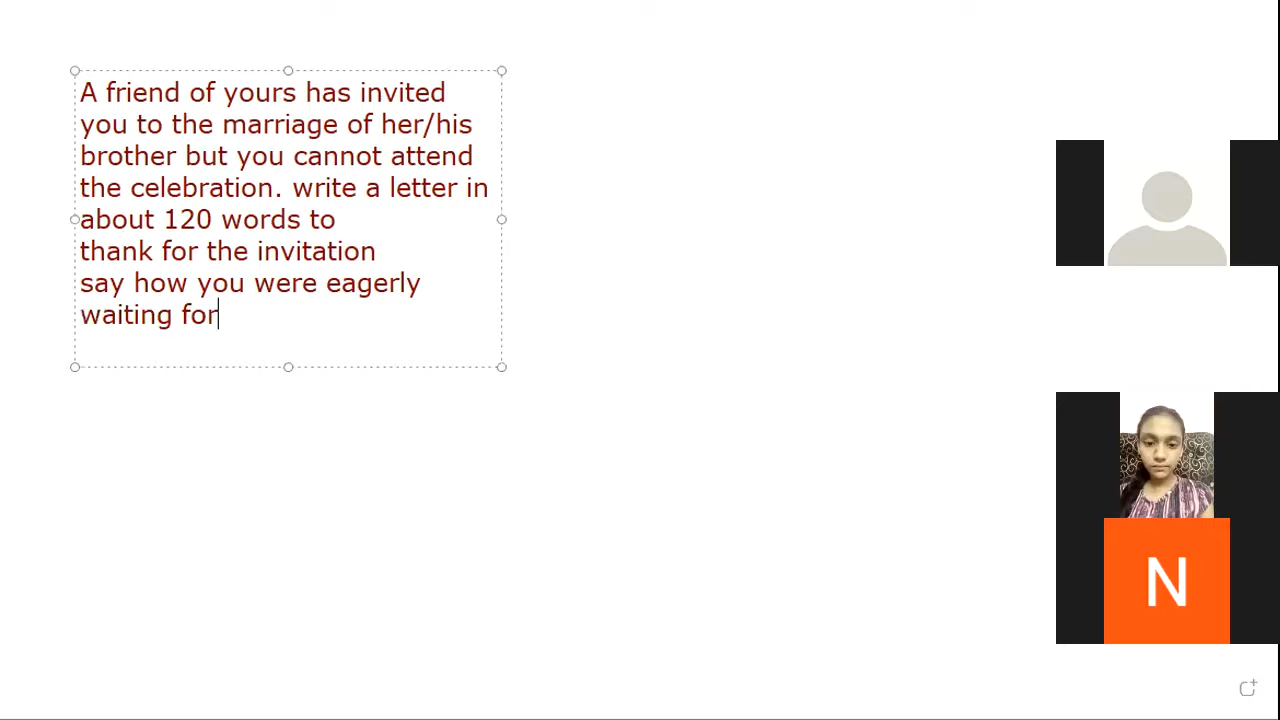 A friend of yours has invited
you to the marriage of her/his
brother but you cannot attend
the celebration. write a letter in
about 120 words to
thank for the invitation
say how you were eagerly
waiting for
N